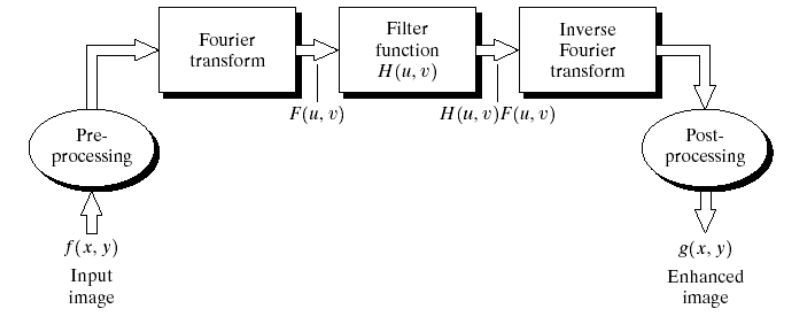 Fourier
transform
Filter
function
H(u, v)
Inverse
Fourier
transform
F(u, v)
H(u, v)F(u, v)
Pre-
processing
Post-
processing
f(x, y)
Input
image
g(x, y)
Enhanced
image